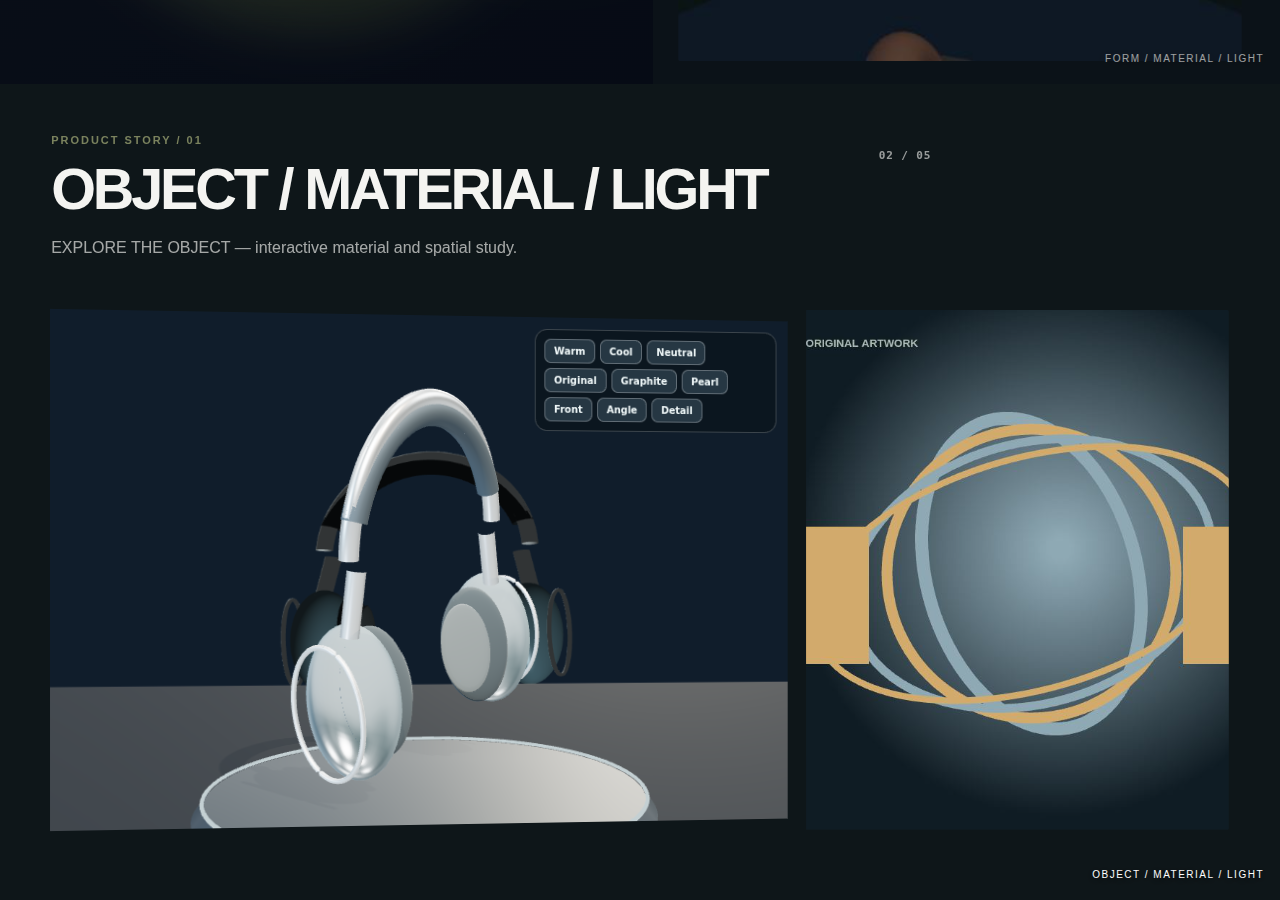 FORM / MATERIAL / LIGHT
PRODUCT STORY / 01
02 / 05
OBJECT / MATERIAL / LIGHT
EXPLORE THE OBJECT — interactive material and spatial study.
Warm Cool Neutral
Original Graphite Pearl
Front Angle Detail
ORIGINAL ARTWORK
OBJECT / MATERIAL / LIGHT